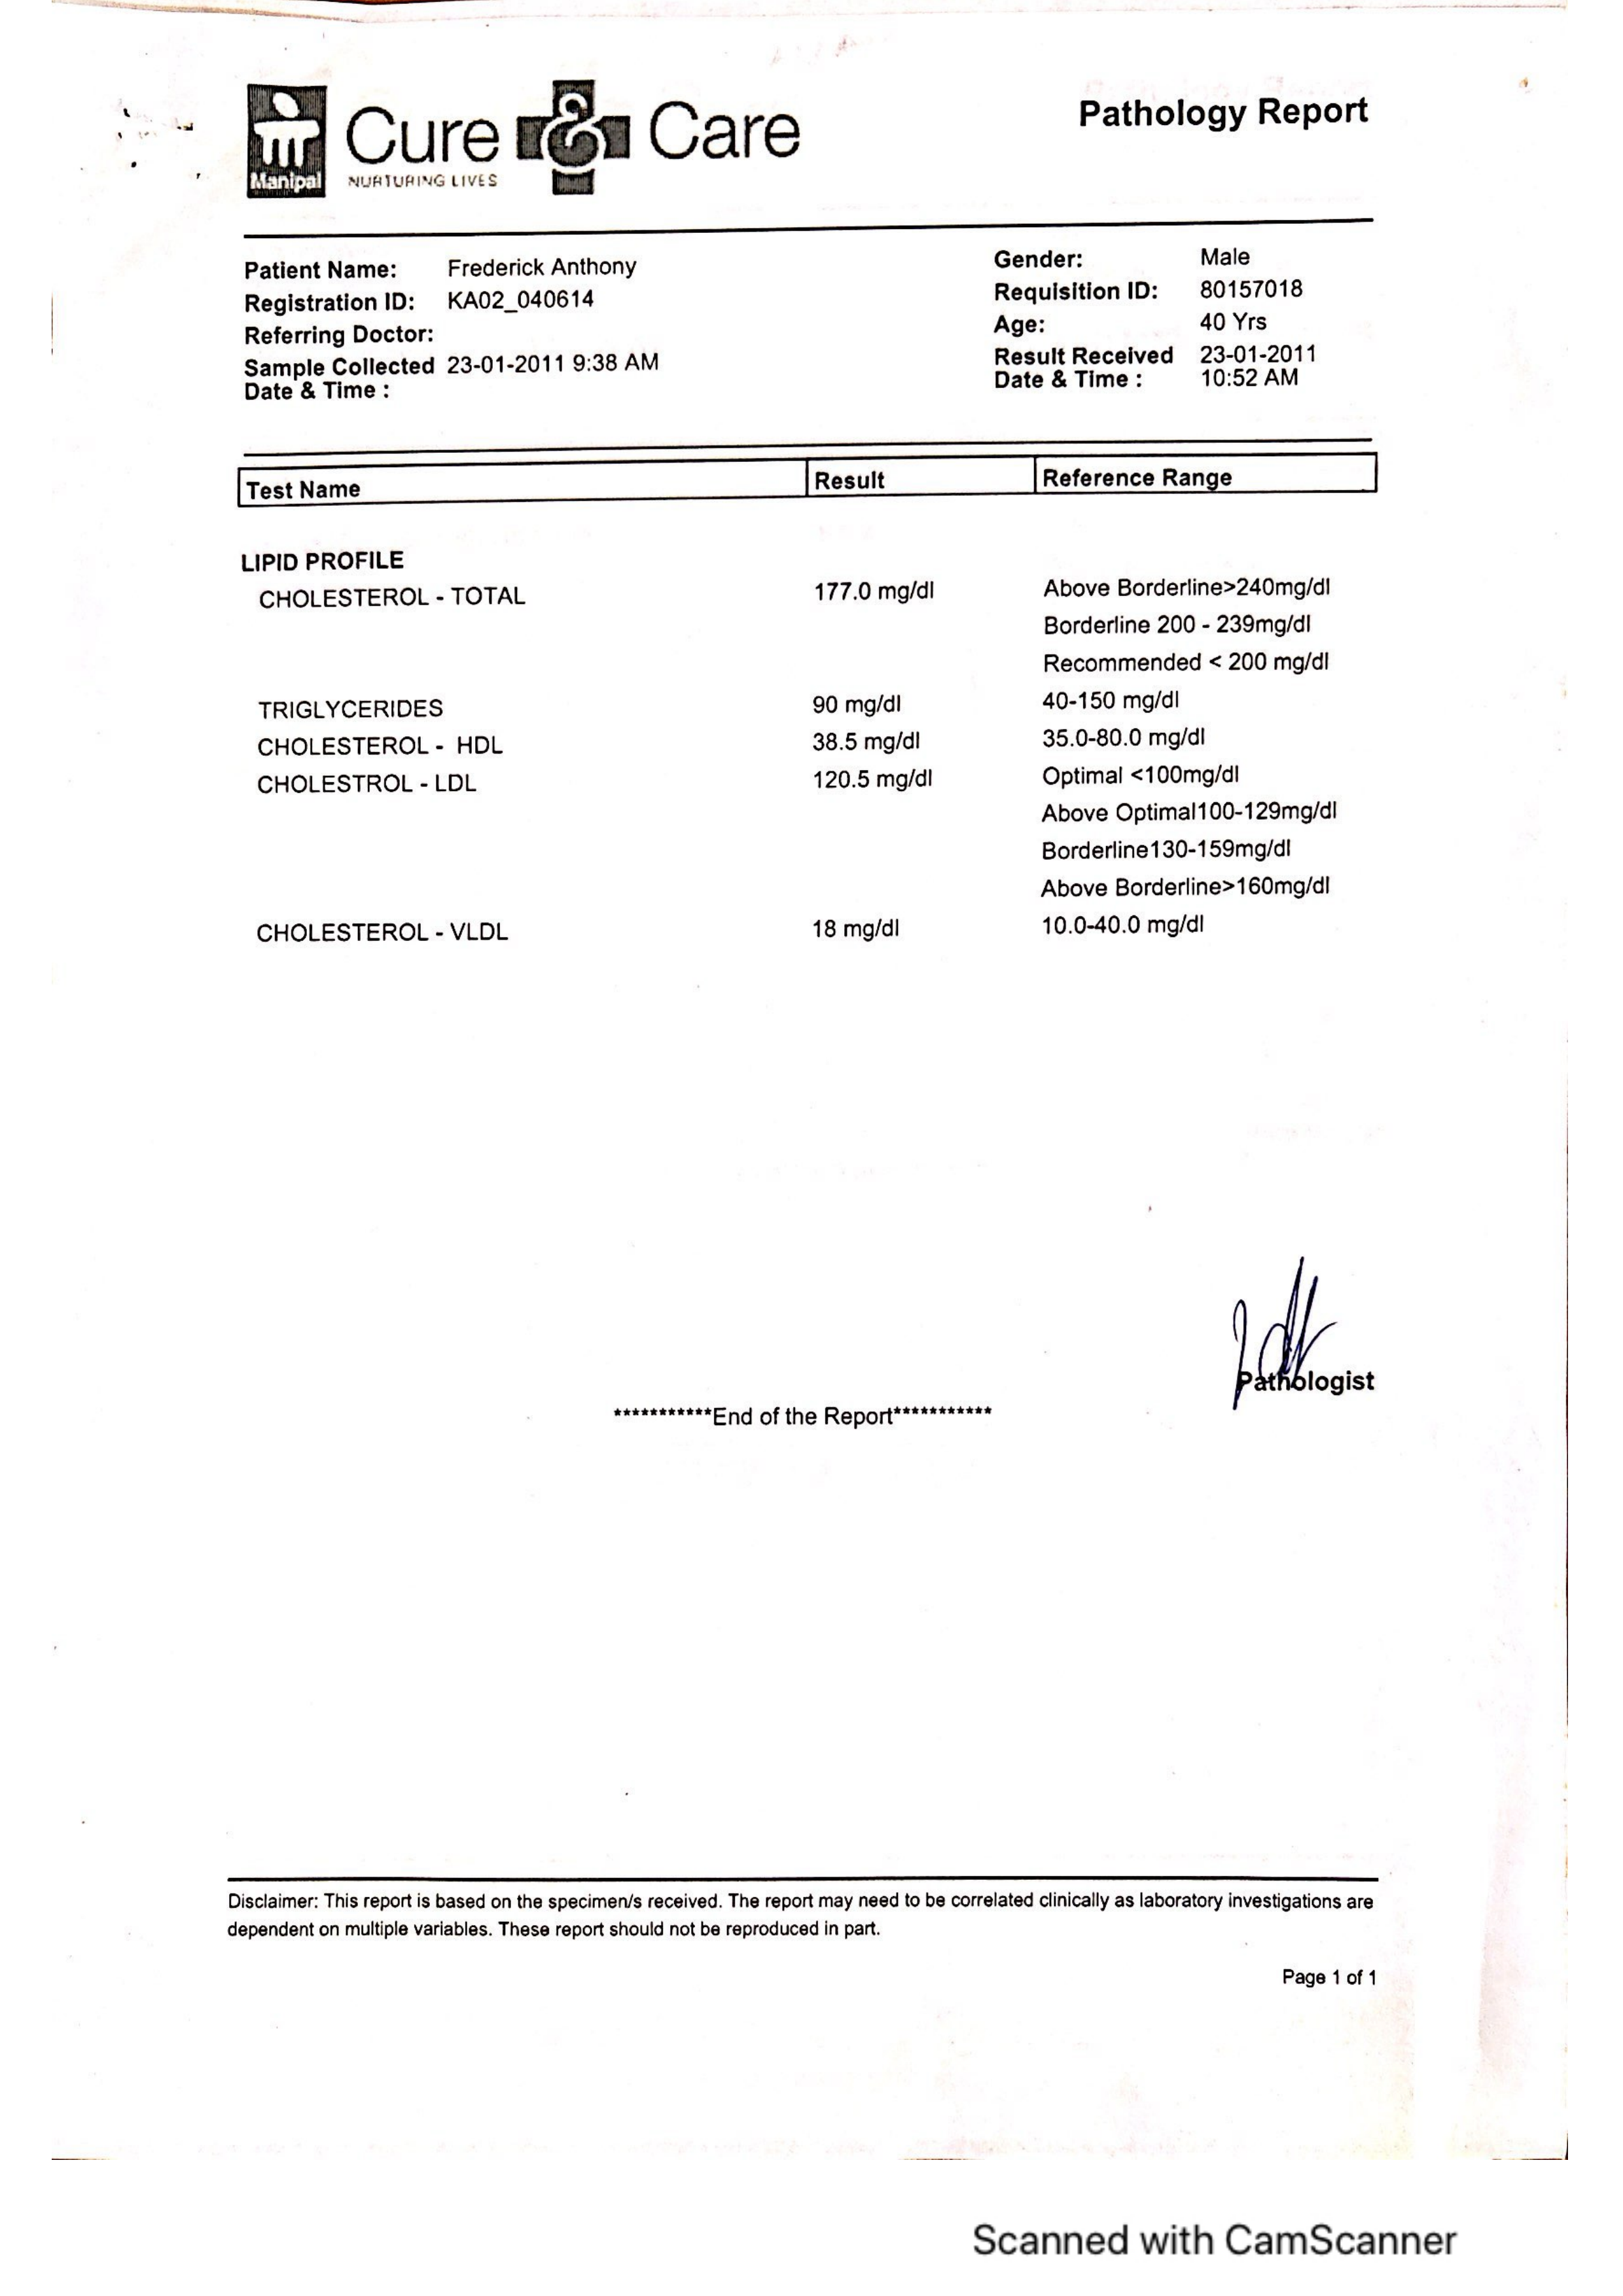 Manipal
Cure & Care
NURTURING LIVES
Pathology Report
Patient Name: Frederick Anthony
Registration ID: KA02_040614
Referring Doctor:
Sample Collected 23-01-2011 9:38 AM
Date & Time :
Gender: Male
Requisition ID: 80157018
Age: 40 Yrs
Result Received 23-01-2011
Date & Time : 10:52 AM
Test Name Result Reference Range
LIPID PROFILE
CHOLESTEROL - TOTAL 177.0 mg/dl Above Borderline>240mg/dl
Borderline 200 - 239mg/dl
Recommended < 200 mg/dl
TRIGLYCERIDES 90 mg/dl 40-150 mg/dl
CHOLESTEROL - HDL 38.5 mg/dl 35.0-80.0 mg/dl
CHOLESTROL - LDL 120.5 mg/dl Optimal <100mg/dl
Above Optimal100-129mg/dl
Borderline130-159mg/dl
Above Borderline>160mg/dl
CHOLESTEROL - VLDL 18 mg/dl 10.0-40.0 mg/dl
Pathologist
***********End of the Report***********
Disclaimer: This report is based on the specimen/s received. The report may need to be correlated clinically as laboratory investigations are
dependent on multiple variables. These report should not be reproduced in part.
Page 1 of 1
Scanned with CamScanner